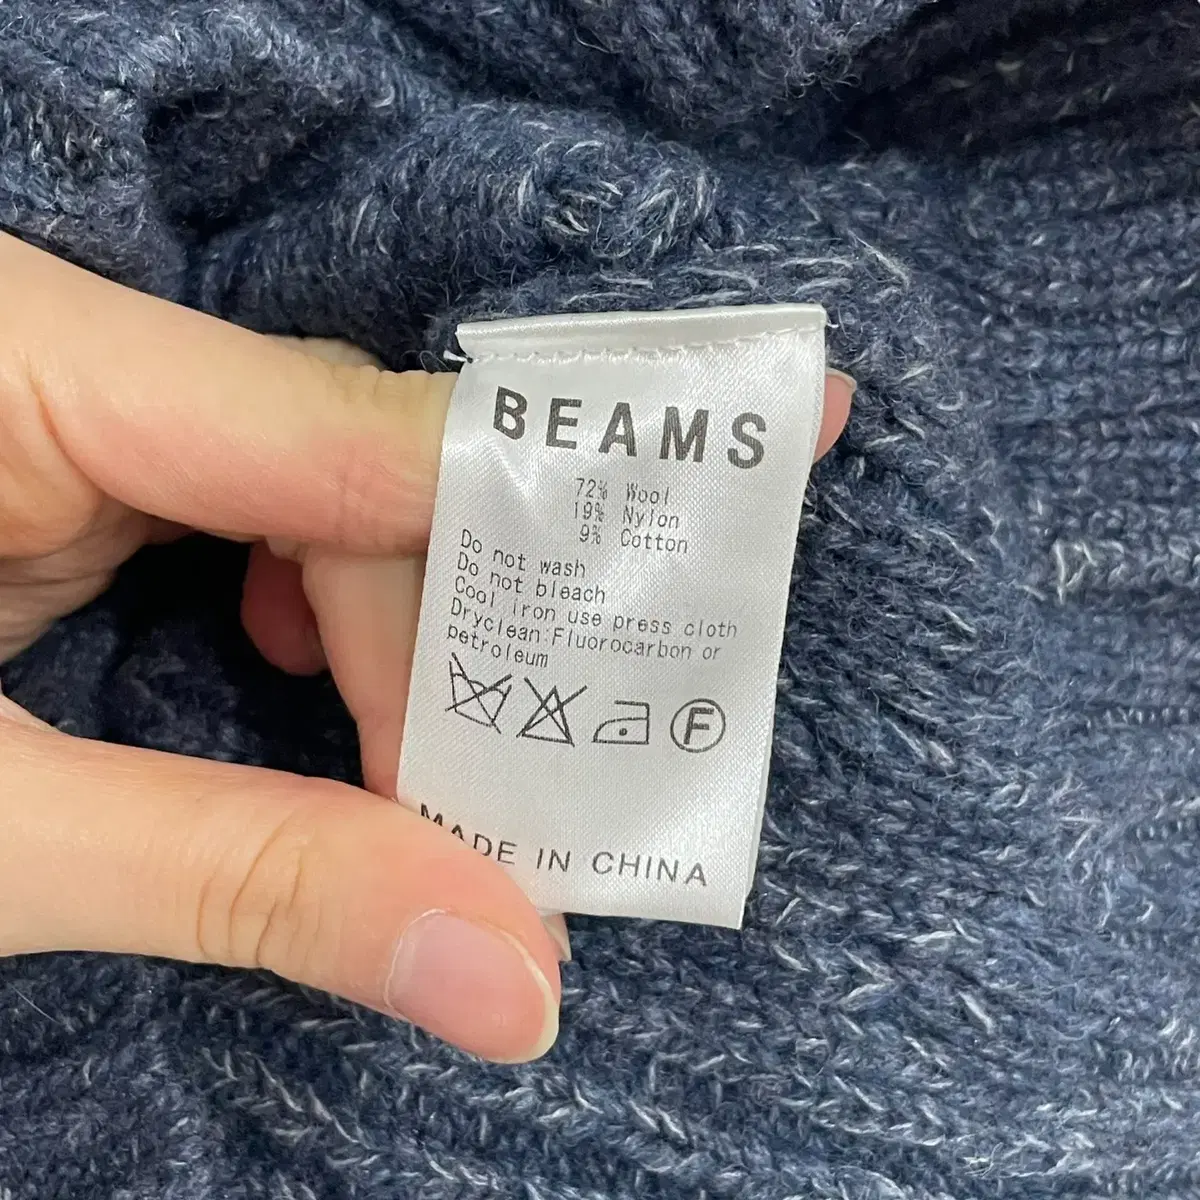 BEAMS
72% Wool
19% Nylon
9% Cotton
Do not wash
Do not bleach
Cool iron use press cloth
Dryclean:Fluorocarbon or
petroleum
F
MADE IN CHINA